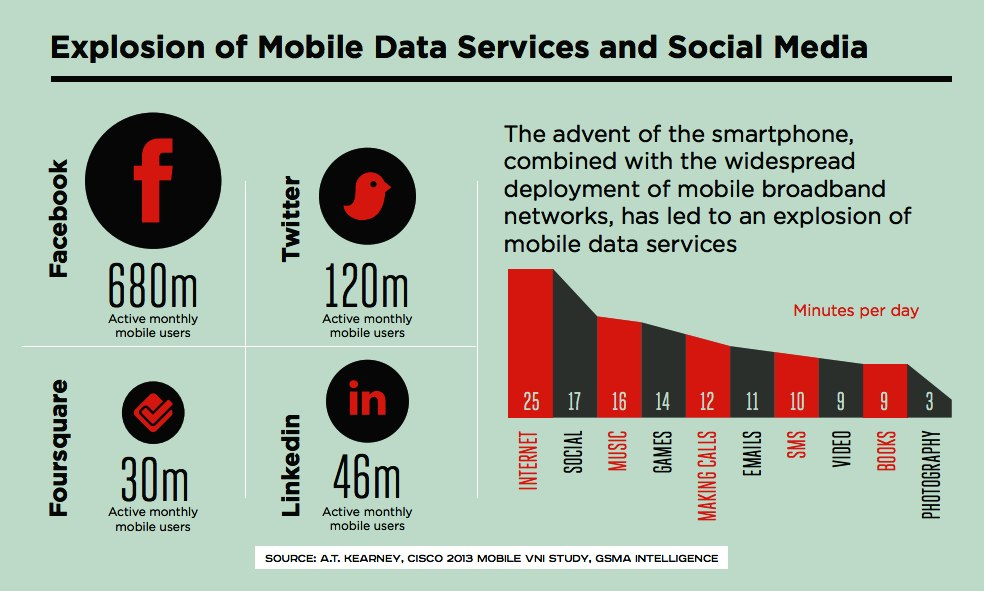 Explosion of Mobile Data Services and Social Media
Facebook
f
680m
Active monthly
mobile users
Twitter
120m
Active monthly
mobile users
Foursquare
30m
Active monthly
mobile users
Linkedin
in
46m
Active monthly
mobile users
The advent of the smartphone,
combined with the widespread
deployment of mobile broadband
networks, has led to an explosion of
mobile data services
Minutes per day
25 17 16 14 12 11 10 9 9 3
INTERNET
SOCIAL
MUSIC
GAMES
MAKING CALLS
EMAILS
SMS
VIDEO
BOOKS
PHOTOGRAPHY
SOURCE: A.T. KEARNEY, CISCO 2013 MOBILE VNI STUDY, GSMA INTELLIGENCE